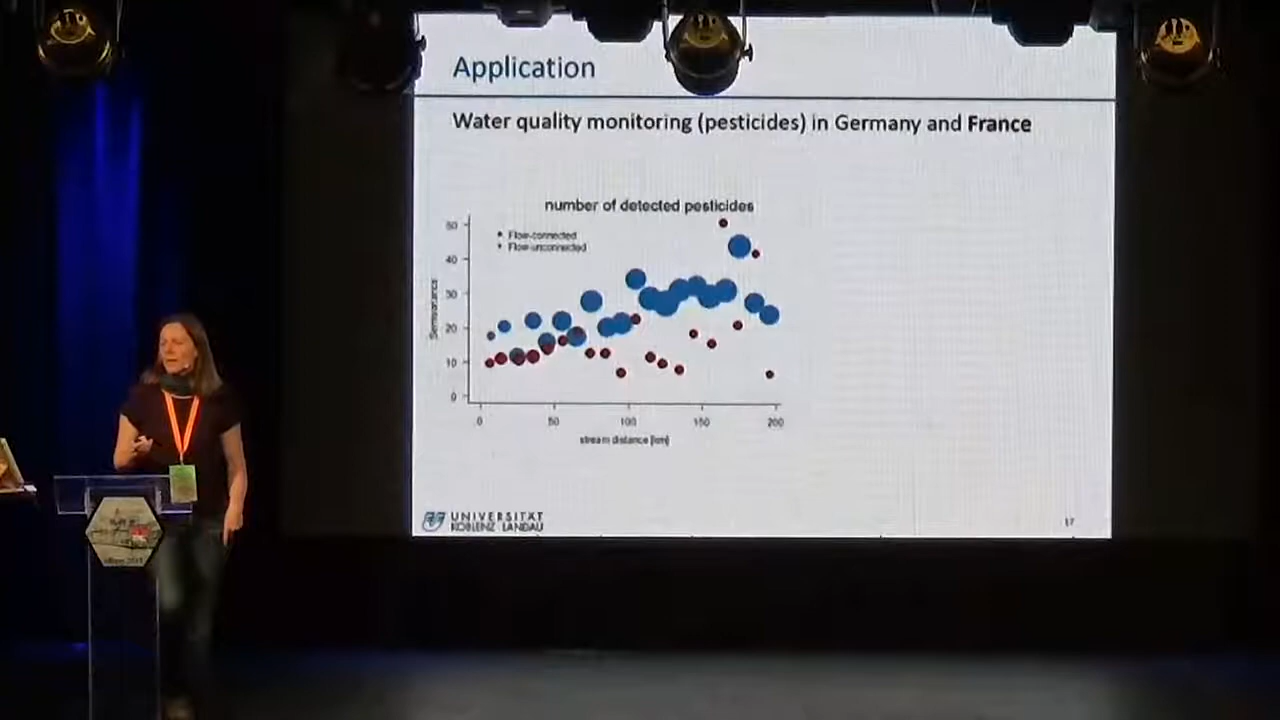 Application
Water quality monitoring (pesticides) in Germany and France
number of detected pesticides
Flow-connected
Flow-unconnected
50
40
30
20
10
0
Semivariance
0 50 100 150 200
stream distance [km]
UNIVERSITÄT
KOBLENZ LANDAU
17